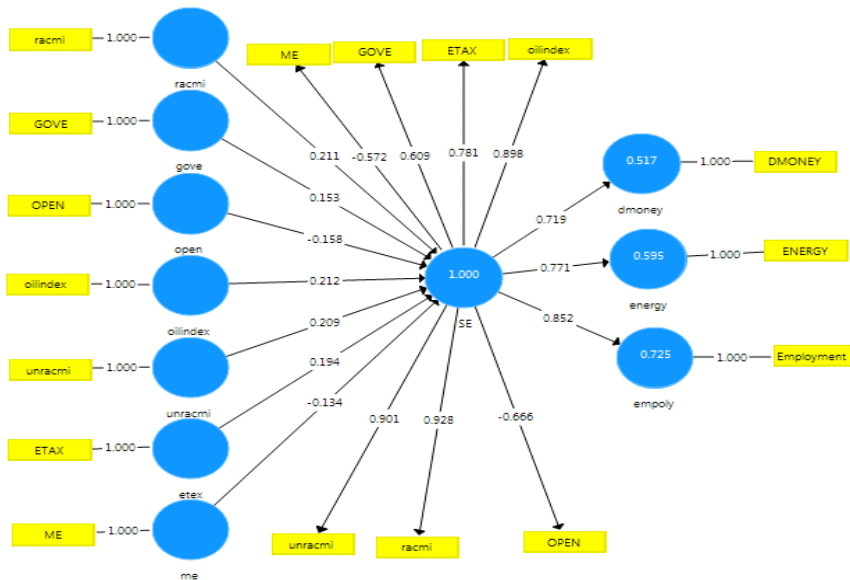 racmi
1.000
racmi
GOVE
1.000
gove
OPEN
1.000
open
oilindex
1.000
oilindex
unracmi
1.000
unracmi
ETAX
1.000
etex
ME
1.000
me
ME
GOVE
ETAX
oilindex
-0.572
0.609
0.781
0.898
0.211
0.153
-0.158
0.212
0.209
0.194
-0.134
1.000
SE
0.901
0.928
-0.666
unracmi
racmi
OPEN
0.719
0.771
0.852
0.517
dmoney
1.000
DMONEY
0.595
energy
1.000
ENERGY
0.725
empoly
1.000
Employment